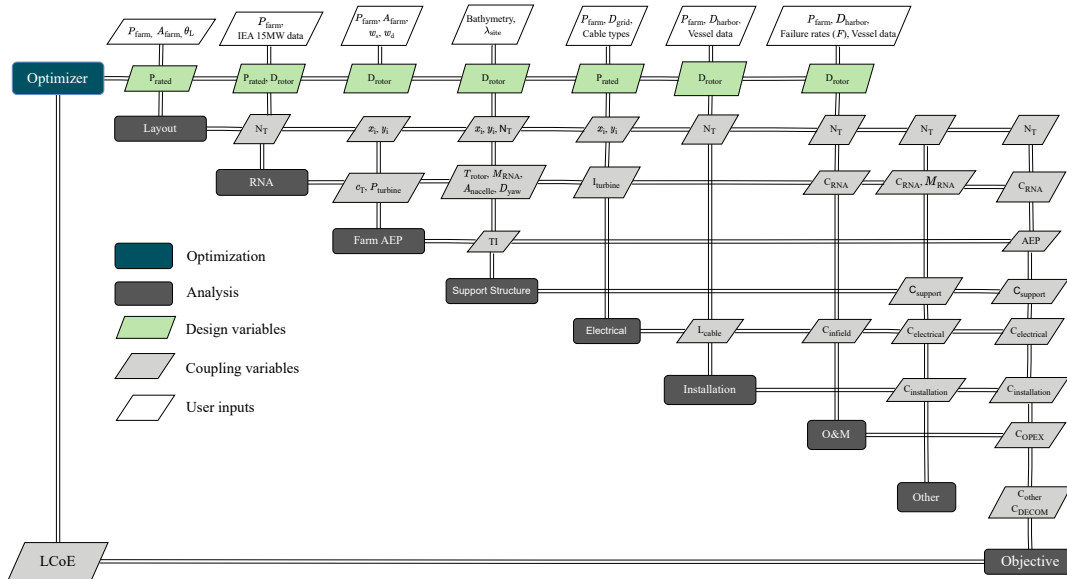 P_farm, A_farm, θ_L
P_farm,
IEA 15MW data
P_farm, A_farm,
w_s, w_d
Bathymetry,
λ_site
P_farm, D_grid,
Cable types
P_farm, D_harbor,
Vessel data
P_farm, D_harbor,
Failure rates (F), Vessel data
Optimizer
P_rated
P_rated, D_rotor
D_rotor
D_rotor
P_rated
D_rotor
D_rotor
Layout
N_T
x_i, y_i
x_i, y_i, N_T
x_i, y_i
N_T
N_T
N_T
N_T
RNA
c_T, P_turbine
T_rotor, M_RNA,
A_nacelle, D_yaw
I_turbine
C_RNA
C_RNA, M_RNA
C_RNA
Farm AEP
TI
AEP
Optimization
Support Structure
C_support
C_support
Analysis
Design variables
Electrical
L_cable
C_infield
C_electrical
C_electrical
Coupling variables
Installation
C_installation
C_installation
User inputs
O&M
C_OPEX
Other
C_other
C_DECOM
LCoE
Objective